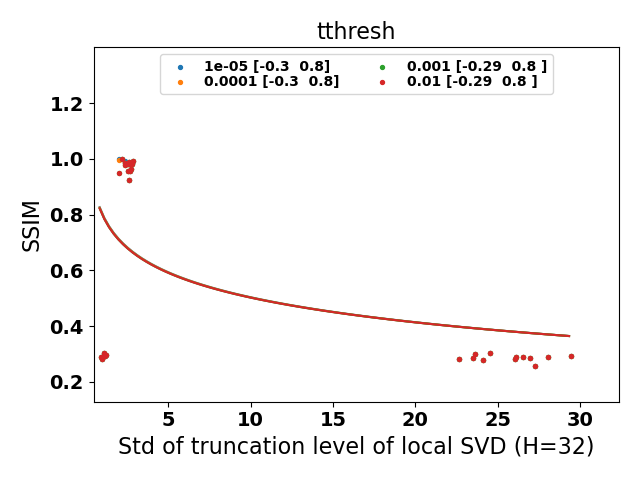 tthresh
1e-05 [-0.3  0.8]
0.0001 [-0.3  0.8]
0.001 [-0.29  0.8 ]
0.01 [-0.29  0.8 ]
SSIM
1.2
1.0
0.8
0.6
0.4
0.2
5 10 15 20 25 30
Std of truncation level of local SVD (H=32)